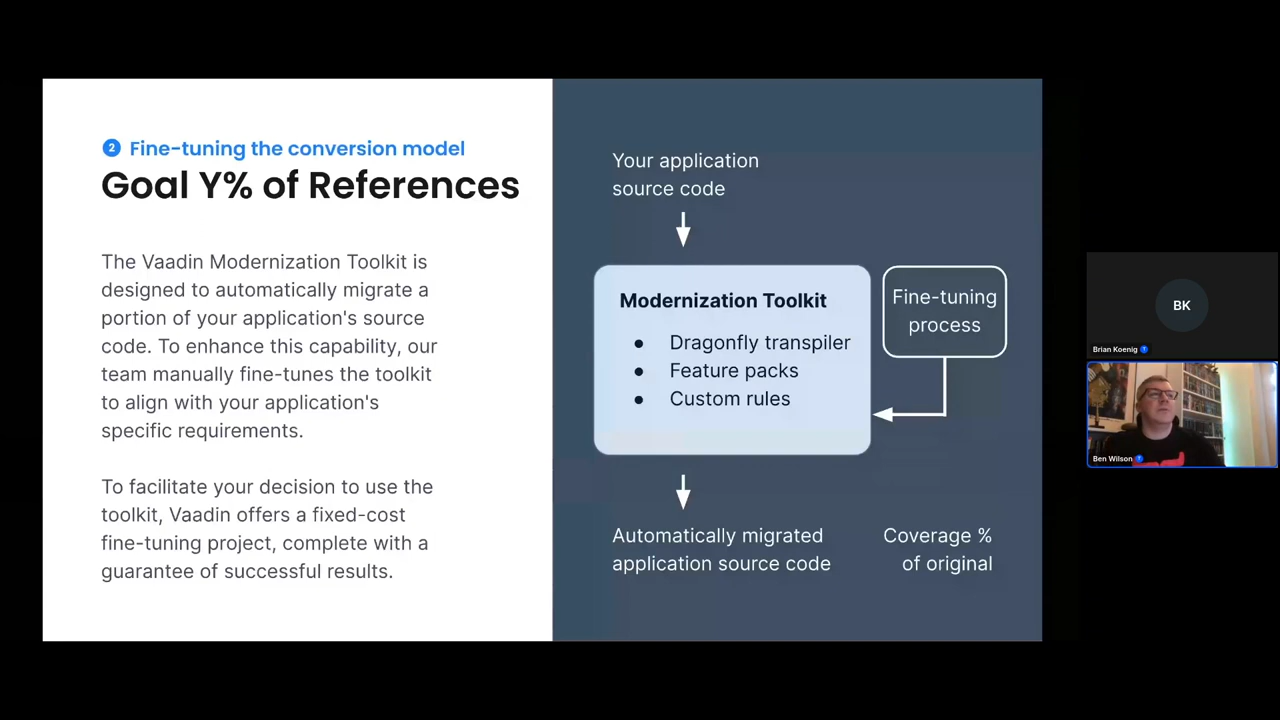 2 Fine-tuning the conversion model
Goal Y% of References
The Vaadin Modernization Toolkit is
designed to automatically migrate a
portion of your application's source
code. To enhance this capability, our
team manually fine-tunes the toolkit
to align with your application's
specific requirements.
To facilitate your decision to use the
toolkit, Vaadin offers a fixed-cost
fine-tuning project, complete with a
guarantee of successful results.
Your application
source code
Modernization Toolkit
● Dragonfly transpiler
● Feature packs
● Custom rules
Fine-tuning
process
Automatically migrated
application source code
Coverage %
of original
BK
Brian Koenig
Ben Wilson